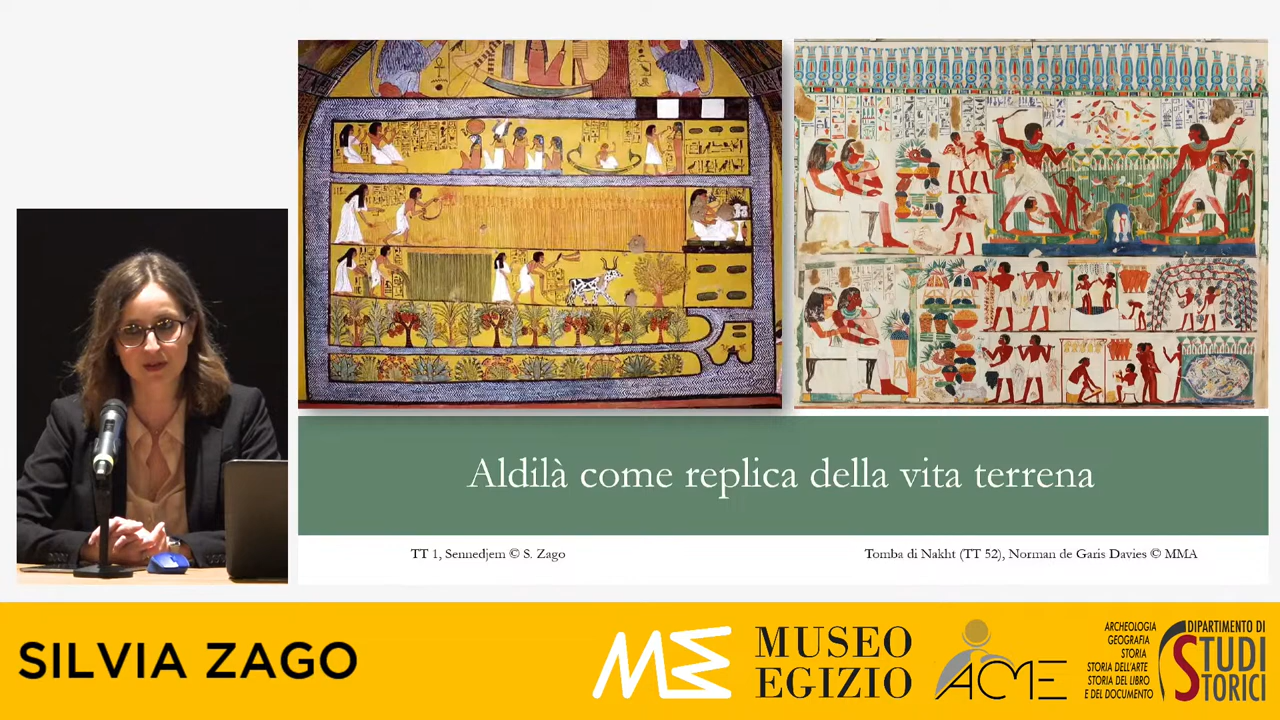 Aldilà come replica della vita terrena
TT 1, Sennedjem © S. Zago
Tomba di Nakht (TT 52), Norman de Garis Davies © MMA
SILVIA ZAGO
MUSEO
EGIZIO
ACME
ARCHEOLOGIA
GEOGRAFIA
STORIA
STORIA DELL'ARTE
STORIA DEL LIBRO
E DEL DOCUMENTO
DIPARTIMENTO DI
STUDI
STORICI